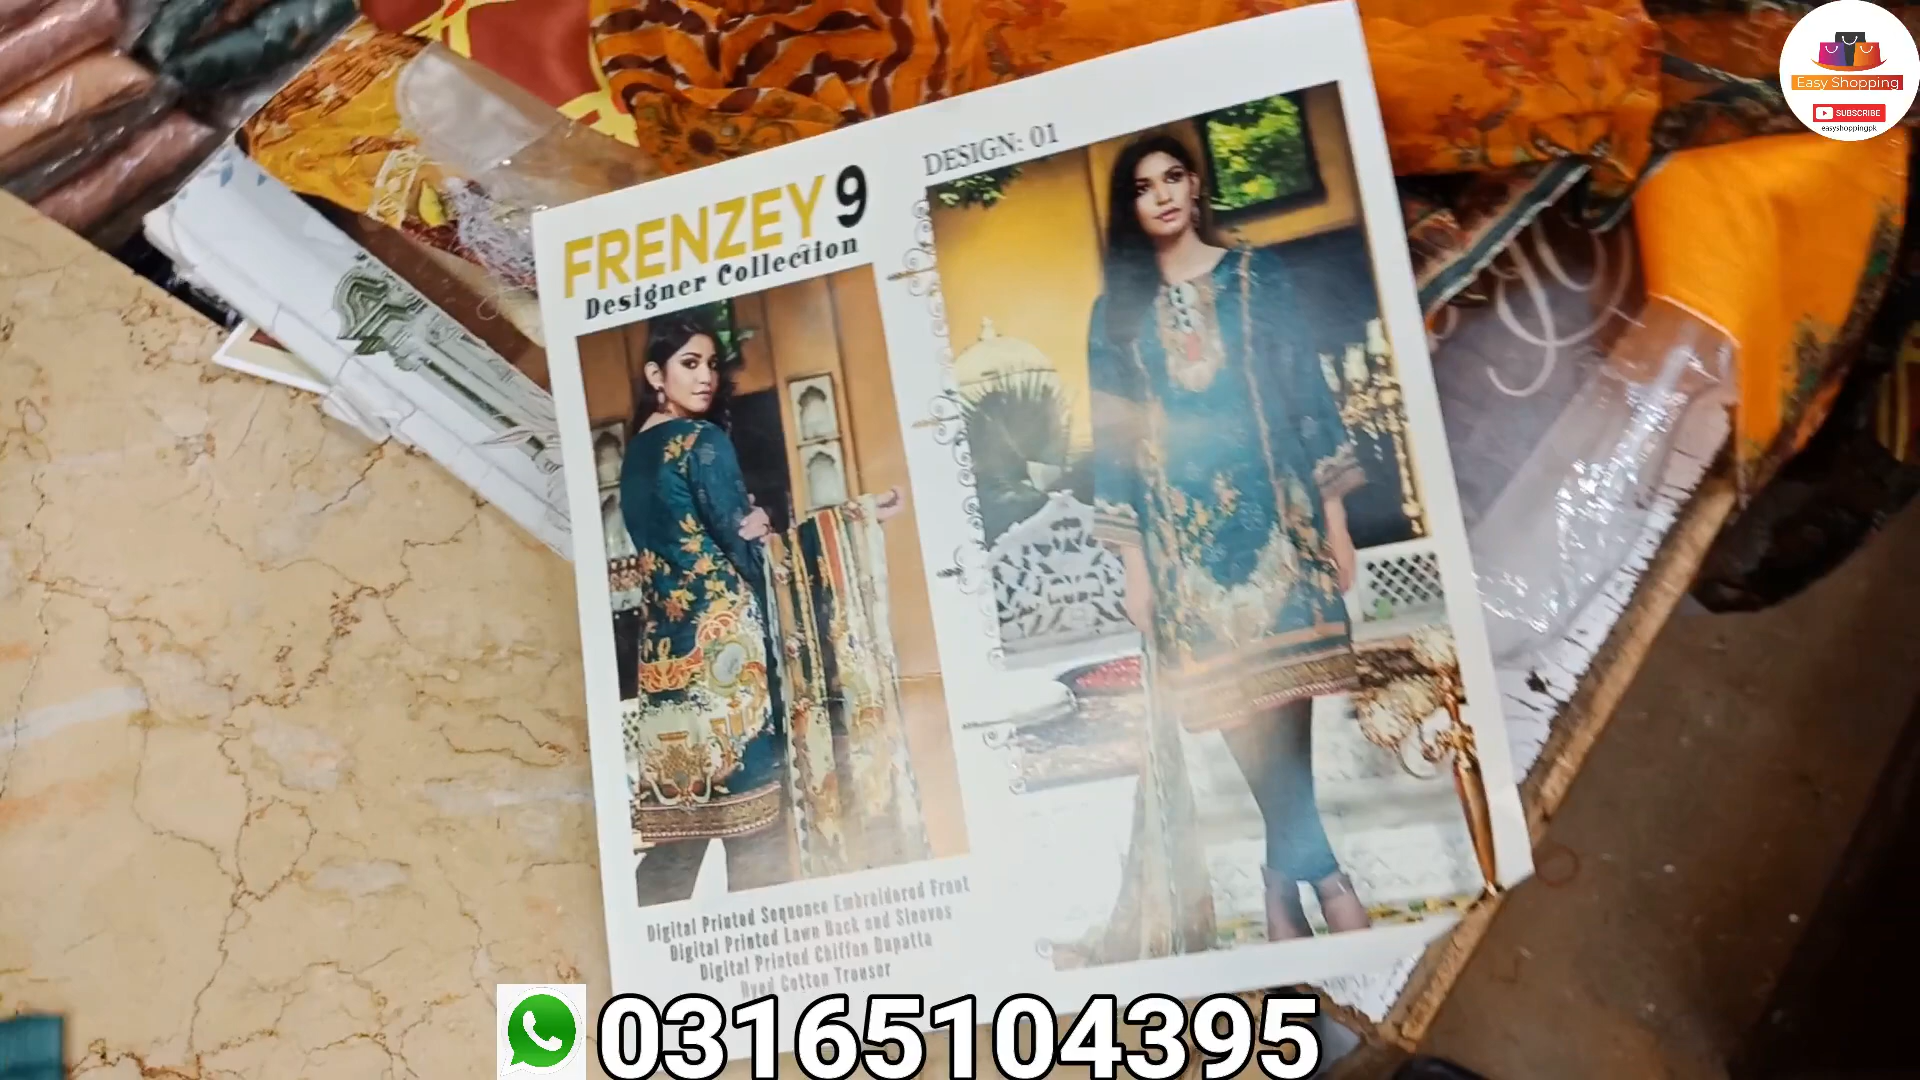 Easy Shopping
SUBSCRIBE
easyshoppingpk
FRENZEY 9
Designer Collection
DESIGN: 01
Digital Printed Sequence Embroidered Front
Digital Printed Lawn Back and Sleeves
Digital Printed Chiffon Dupatta
Dyed Cotton Trouser
03165104395